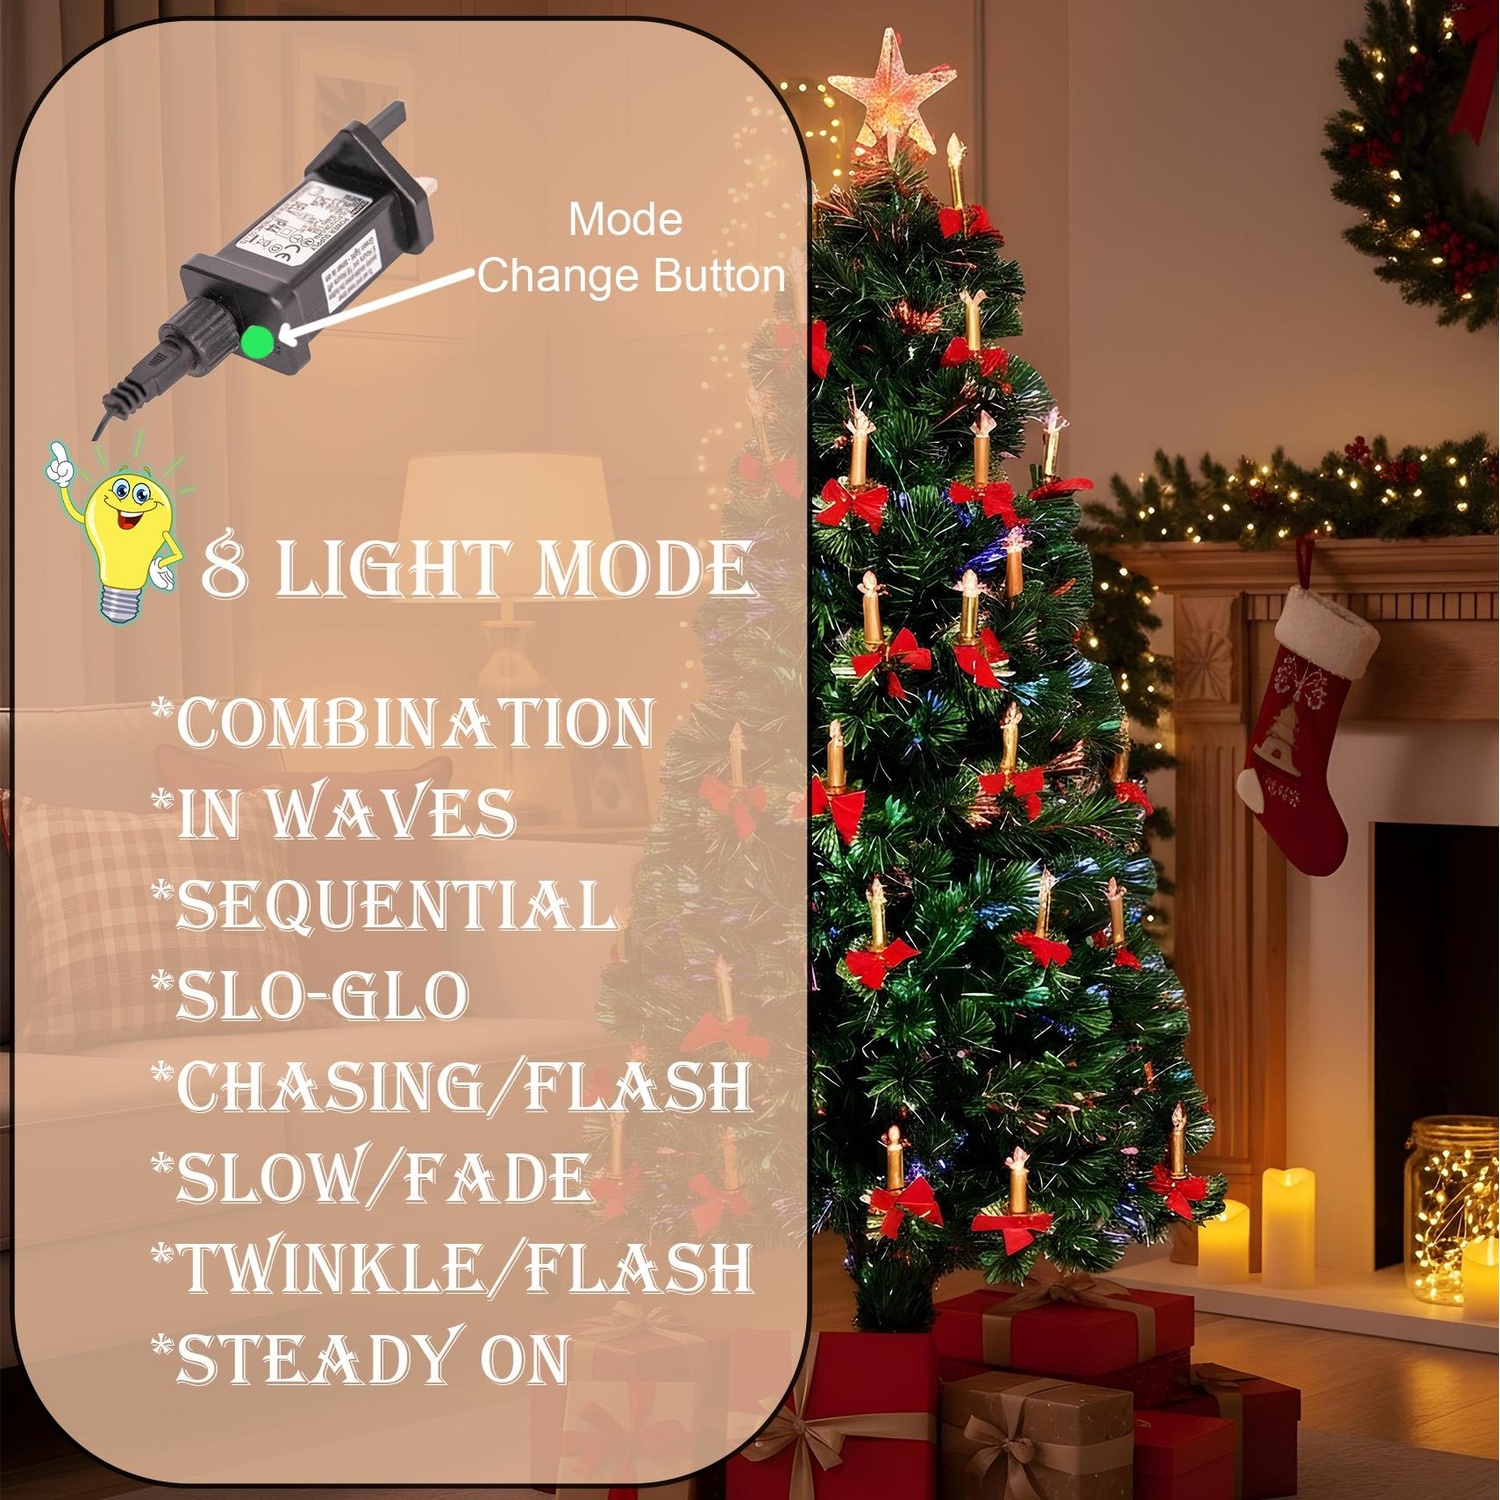 Mode
Change Button
8 LIGHT MODE
*COMBINATION
*IN WAVES
*SEQUENTIAL
*SLO-GLO
*CHASING/FLASH
*SLOW/FADE
*TWINKLE/FLASH
*STEADY ON